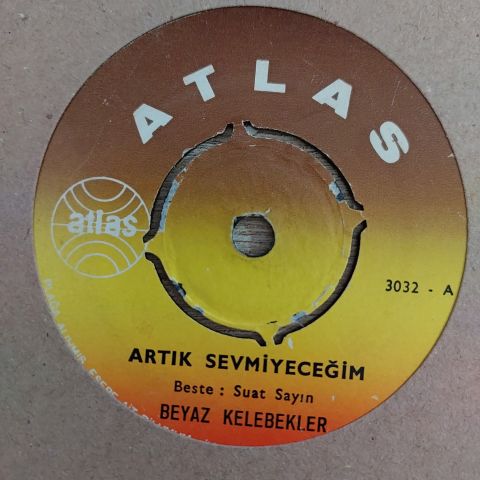 ATLAS
atlas
3032 - A
ARTIK SEVMİYECEĞİM
Beste : Suat Sayın
BEYAZ KELEBEKLER